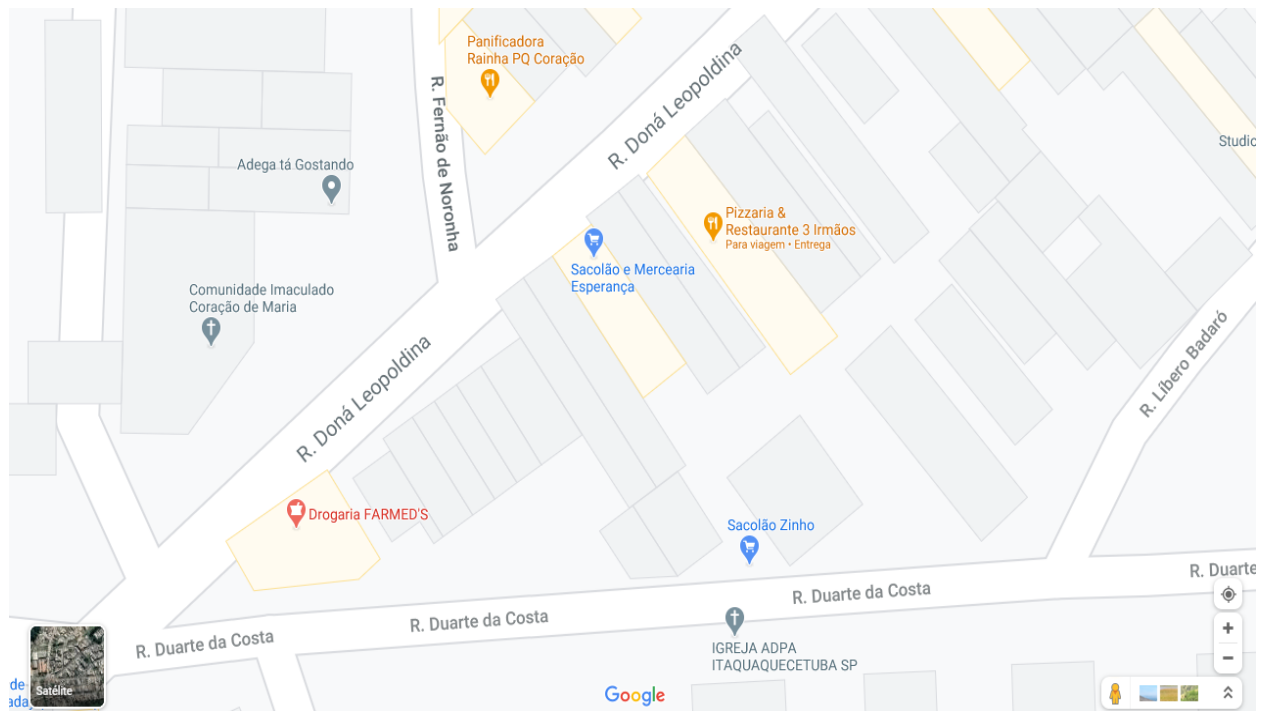 Panificadora
Rainha PQ Coração
R. Fernão de Noronha
R. Doná Leopoldina
Studio
Adega tá Gostando
Pizzaria &
Restaurante 3 Irmãos
Para viagem • Entrega
Sacolão e Mercearia
Esperança
Comunidade Imaculado
Coração de Maria
R. Doná Leopoldina
R. Líbero Badaró
Drogaria FARMED'S
Sacolão Zinho
R. Duarte
R. Duarte da Costa
R. Duarte da Costa
R. Duarte da Costa
IGREJA ADPA
ITAQUAQUECETUBA SP
de
Satélite
Google